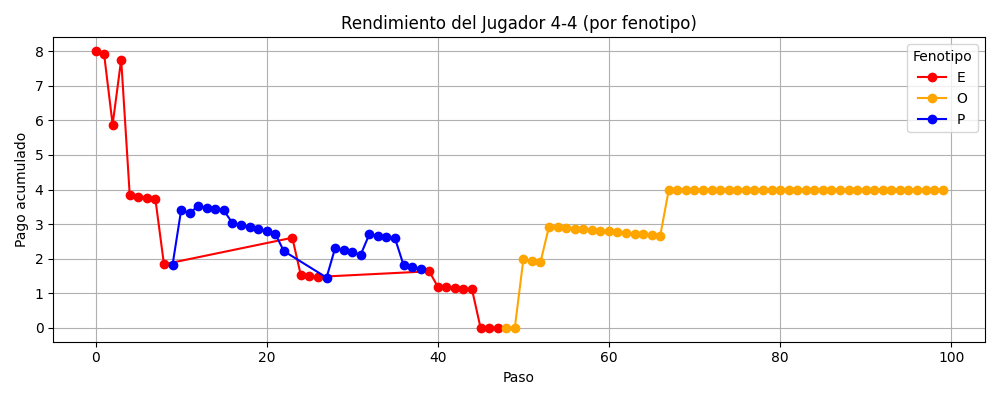 Rendimiento del Jugador 4-4 (por fenotipo)
Pago acumulado
8
7
6
5
4
3
2
1
0
Fenotipo
E
O
P
0 20 40 60 80 100
Paso